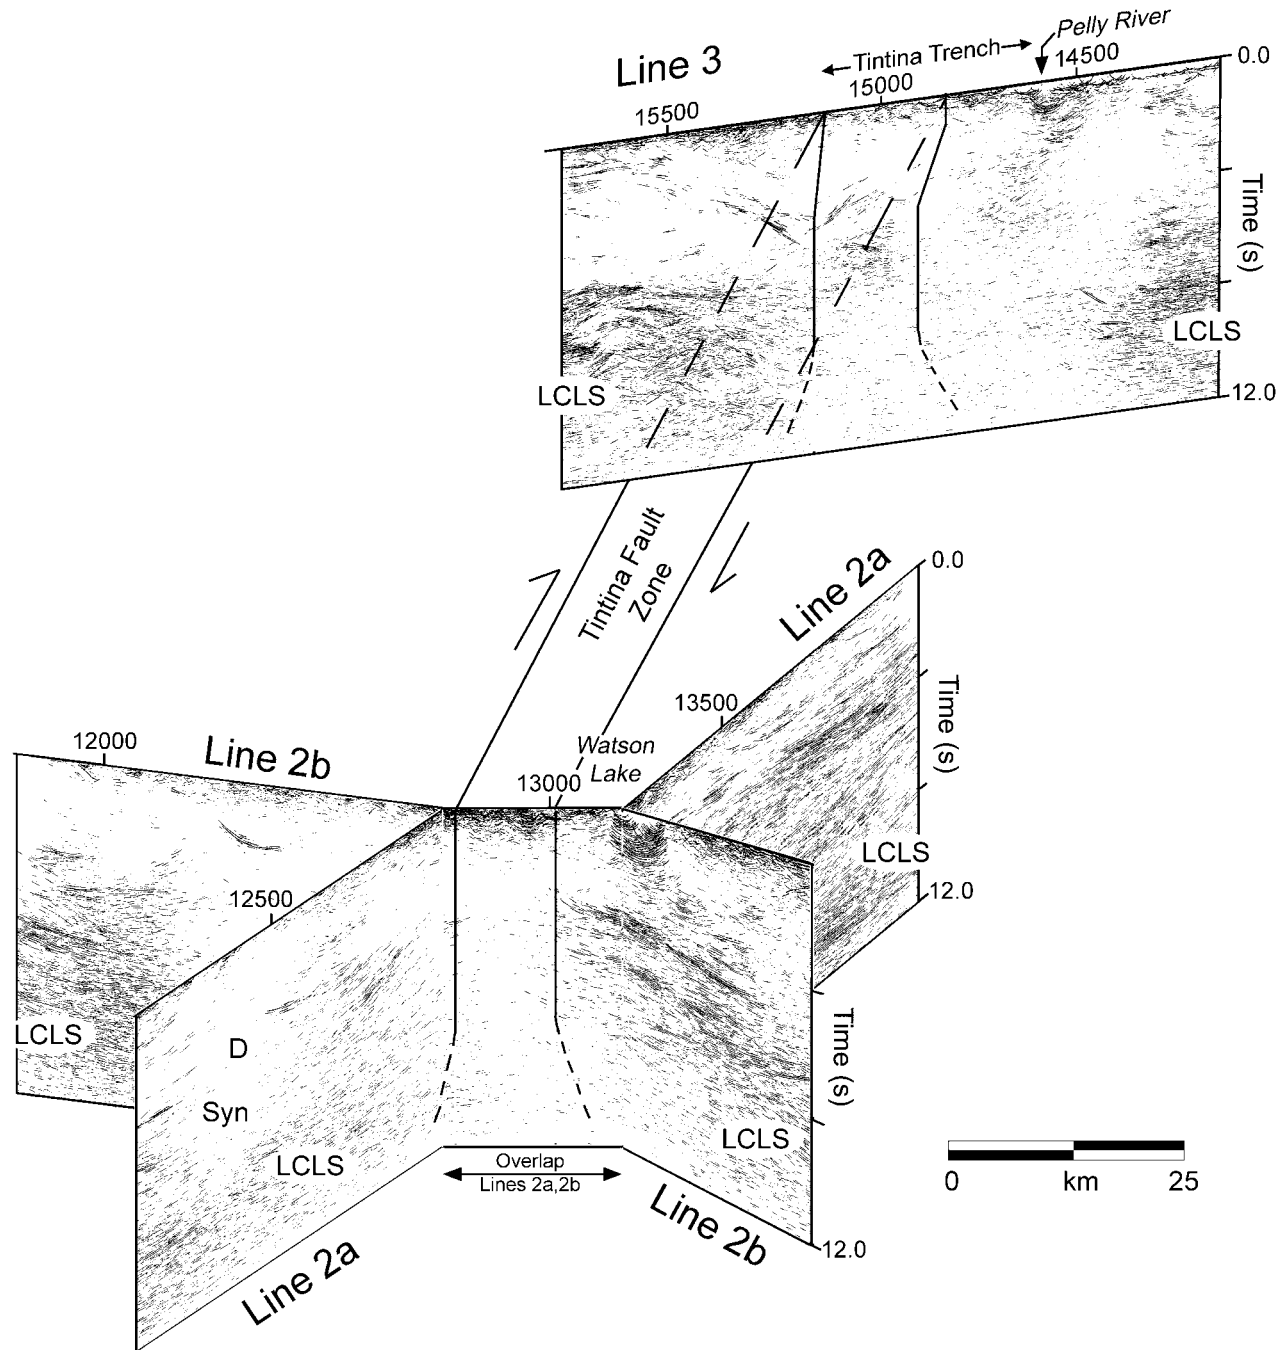 Pelly River
Line 3
Tintina Trench
14500
0.0
15000
15500
Time (s)
LCLS
LCLS
12.0
Tintina Fault
Zone
Line 2a
0.0
13500
Time (s)
12000
Line 2b
Watson
Lake
13000
LCLS
12.0
12500
LCLS
D
Time (s)
Syn
LCLS
LCLS
Overlap
Lines 2a,2b
0 km 25
Line 2b
12.0
Line 2a